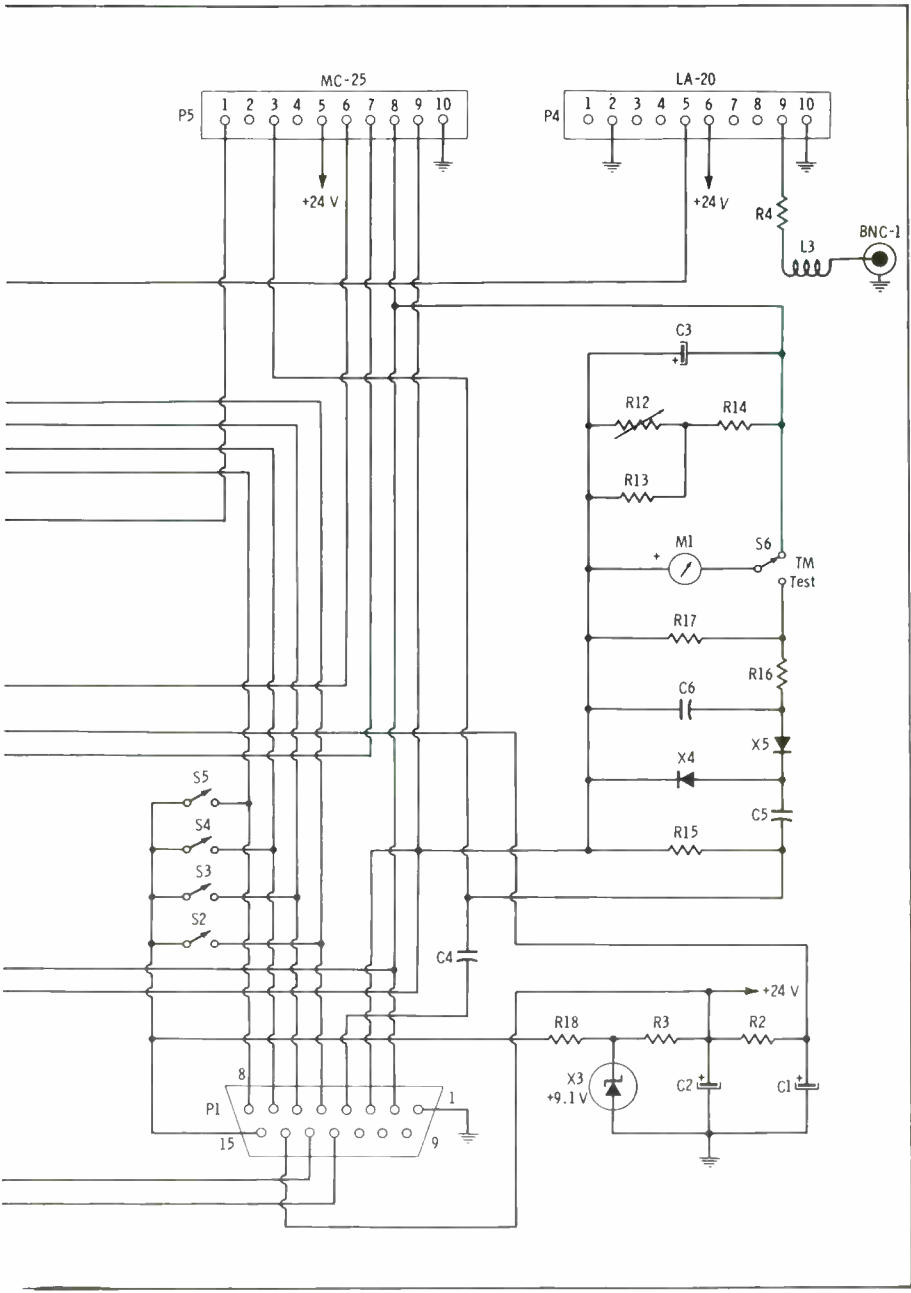 MC-25
LA-20
P5
1 2 3 4 5 6 7 8 9 10
P4
1 2 3 4 5 6 7 8 9 10
+24 V
+24 V
R4
BNC-1
L3
C3
R12
R14
R13
M1
+
S6
TM
Test
R17
R16
C6
X5
X4
C5
R15
S5
S4
S3
S2
C4
+24 V
R18
R3
R2
X3
+9.1 V
C2
+
C1
+
8
P1
1
15
9